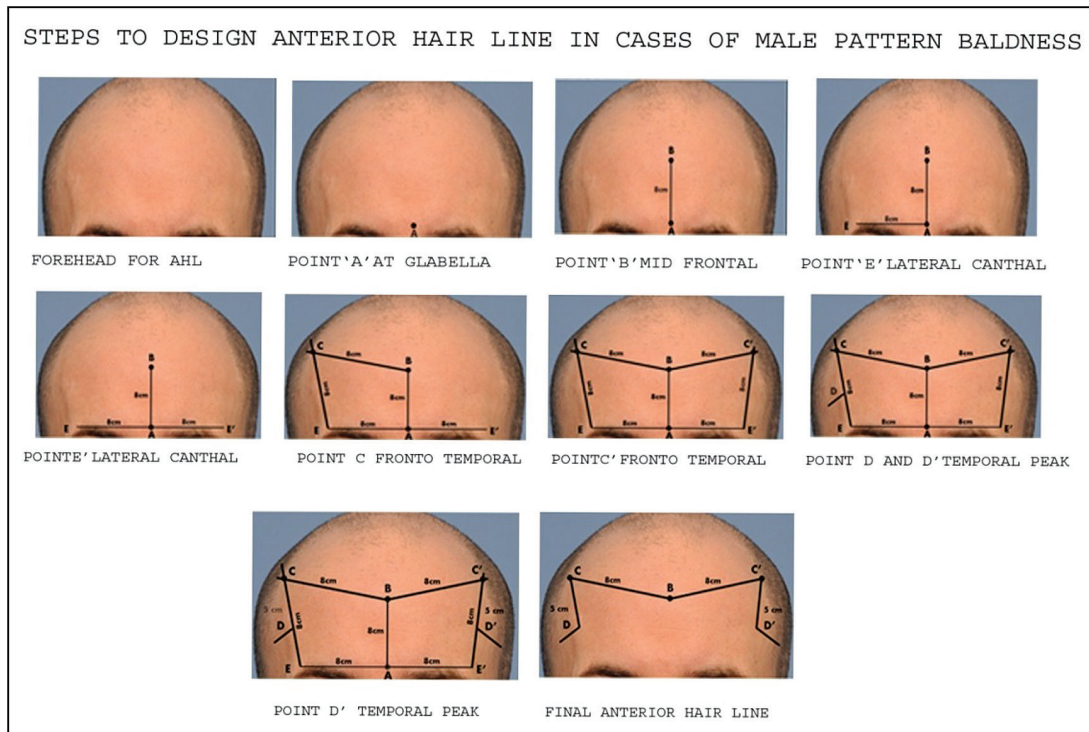 STEPS TO DESIGN ANTERIOR HAIR LINE IN CASES OF MALE PATTERN BALDNESS
A
FOREHEAD FOR AHL
POINT‘A’AT GLABELLA
B
8cm
A
POINT‘B’MID FRONTAL
B
8cm
8cm
E
A
POINT‘E’LATERAL CANTHAL
B
8cm
8cm 8cm
E A E’
POINTE’LATERAL CANTHAL
C
8cm B
8cm
8cm
8cm 8cm
E A E’
POINT C FRONTO TEMPORAL
C C’
8cm B 8cm
8cm 8cm
8cm
8cm 8cm
E A E’
POINTC’FRONTO TEMPORAL
C C’
8cm B 8cm
D 8cm 8cm
8cm
8cm 8cm
E A E’
POINT D AND D’TEMPORAL PEAK
C C’
8cm B 8cm
5 cm 5 cm
8cm 8cm
D D’
8cm
8cm 8cm
E A E’
POINT D’ TEMPORAL PEAK
C C’
8cm B 8cm
5 cm 5 cm
D D’
FINAL ANTERIOR HAIR LINE